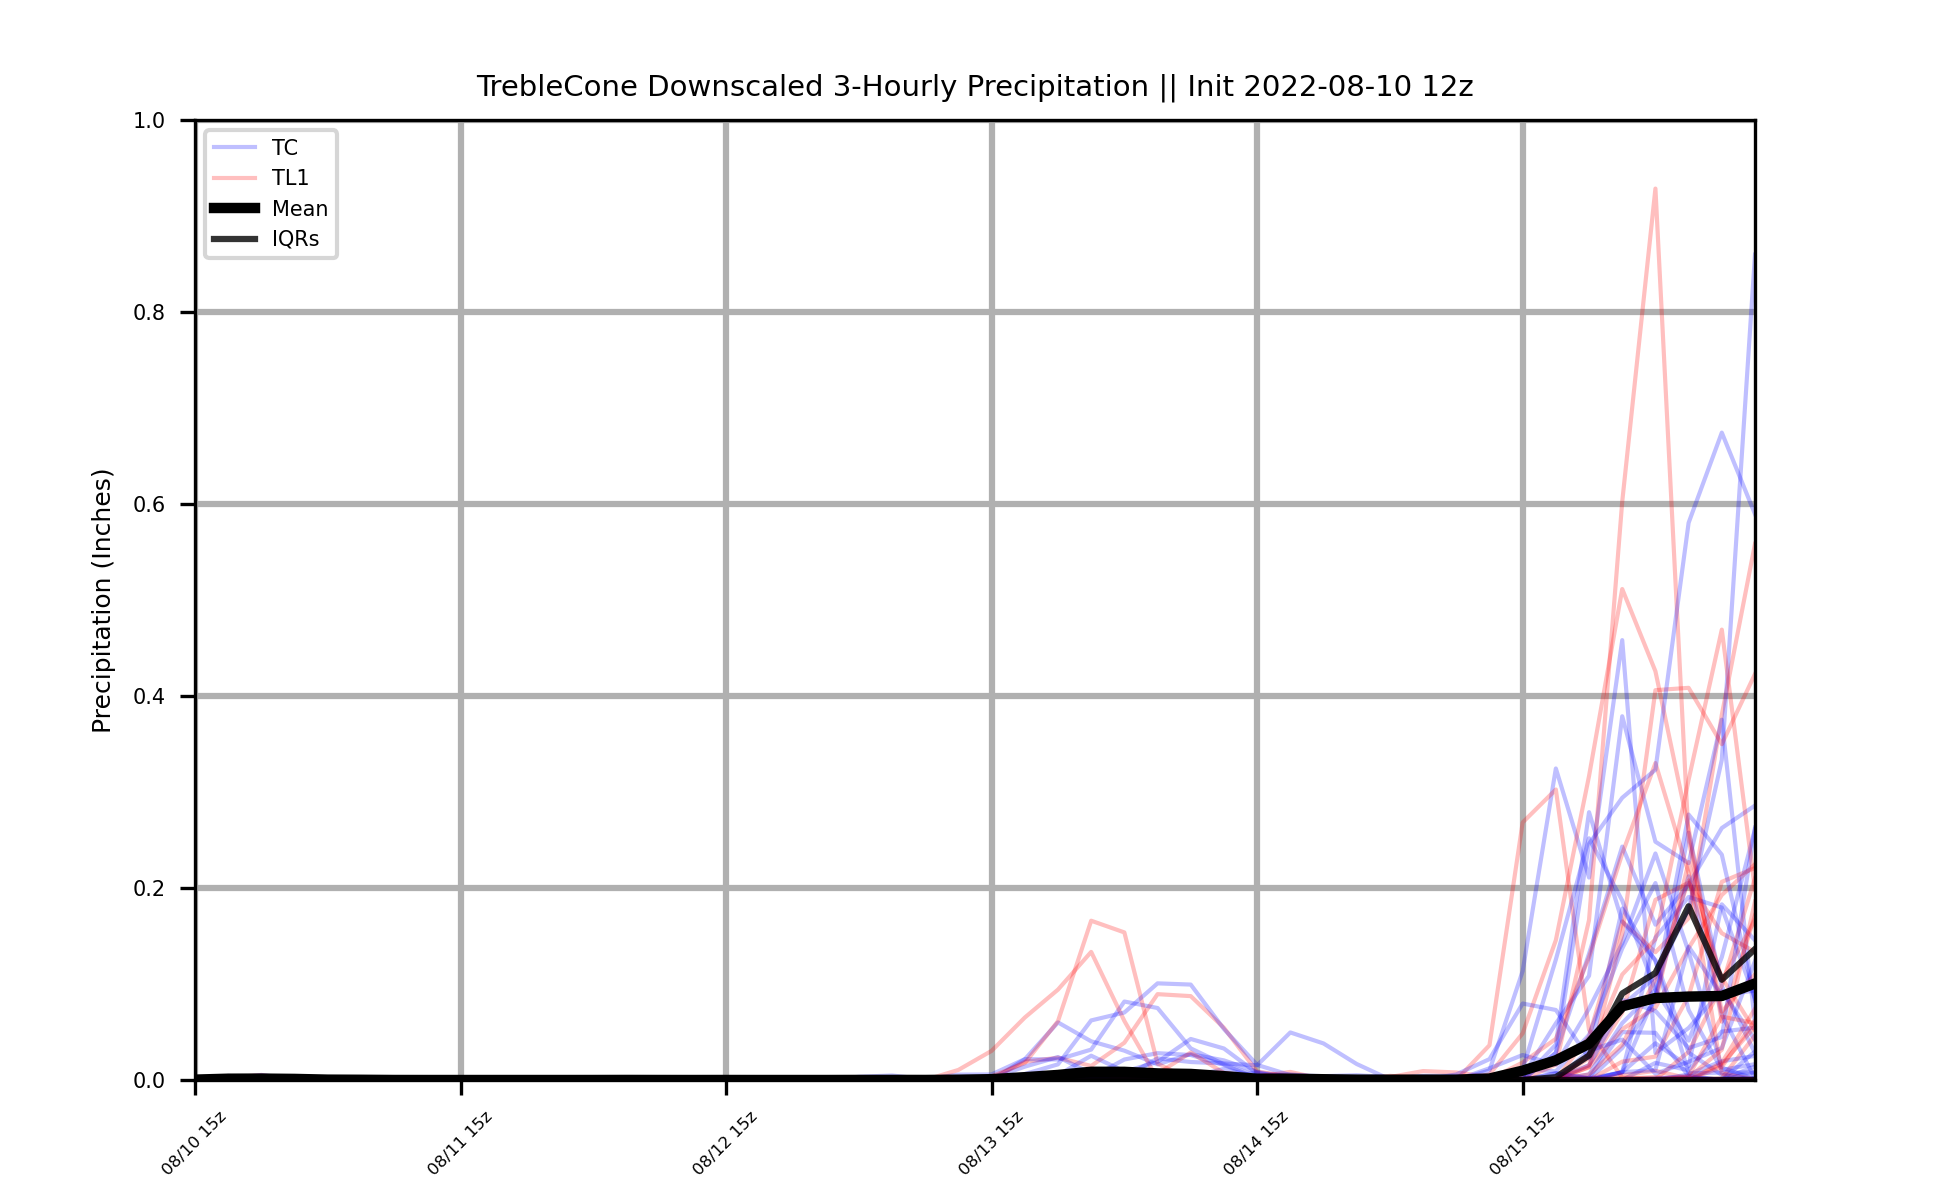 TrebleCone Downscaled 3-Hourly Precipitation || Init 2022-08-10 12z
TC
TL1
Mean
IQRs
Precipitation (Inches)
1.0
0.8
0.6
0.4
0.2
0.0
08/10 15z
08/11 15z
08/12 15z
08/13 15z
08/14 15z
08/15 15z